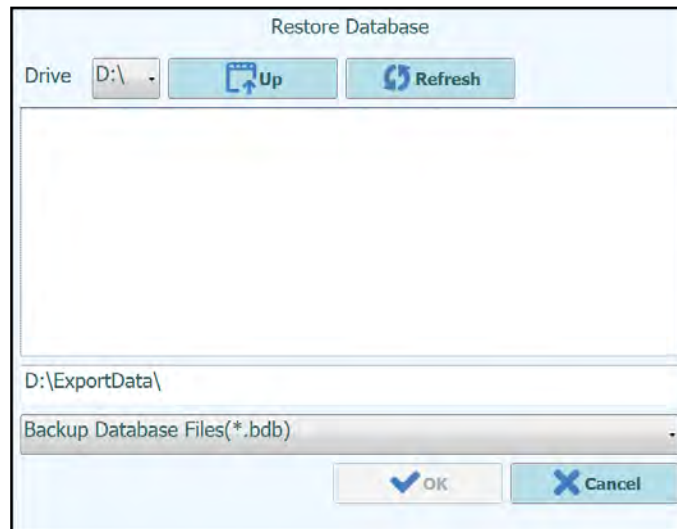 Restore Database
Drive D:\ Up Refresh
D:\ExportData\
Backup Database Files(*.bdb)
OK Cancel